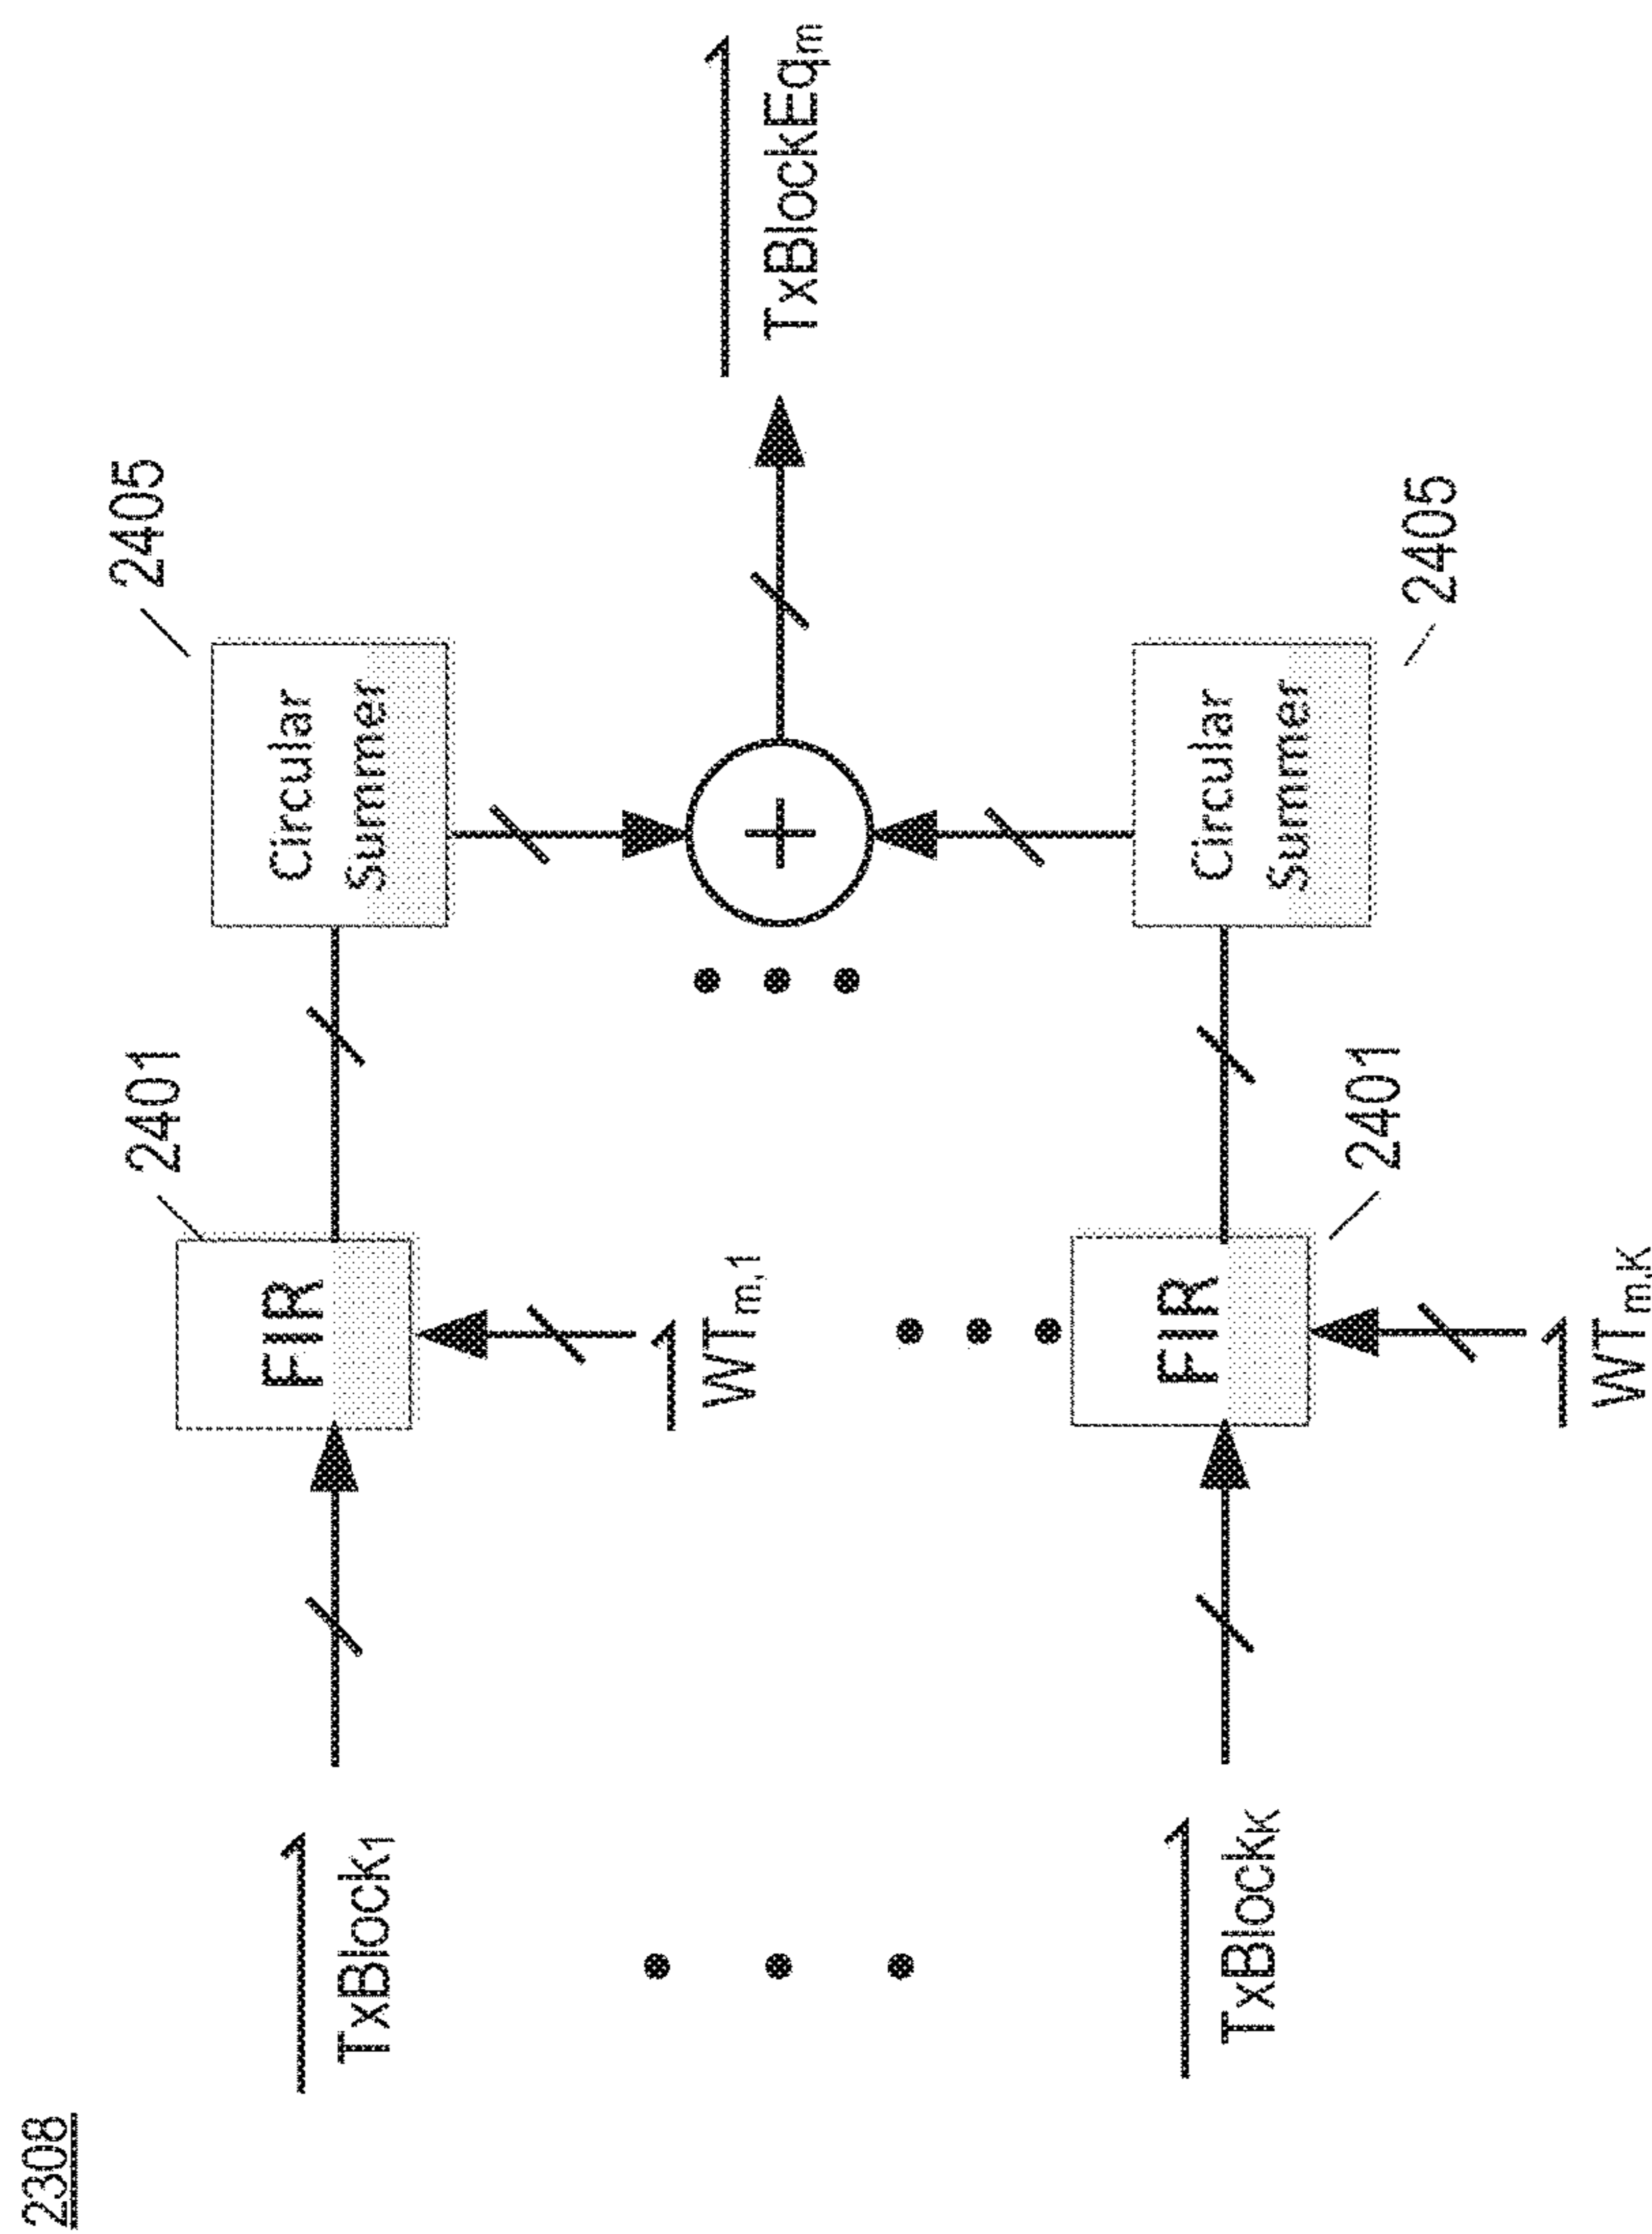 2308
2405
2401
Circular
Summer
FIR
TxBlock1
WTm,1
TxBlockEqm
+
Circular
Summer
FIR
TxBlockK
2401
2405
WTm,K